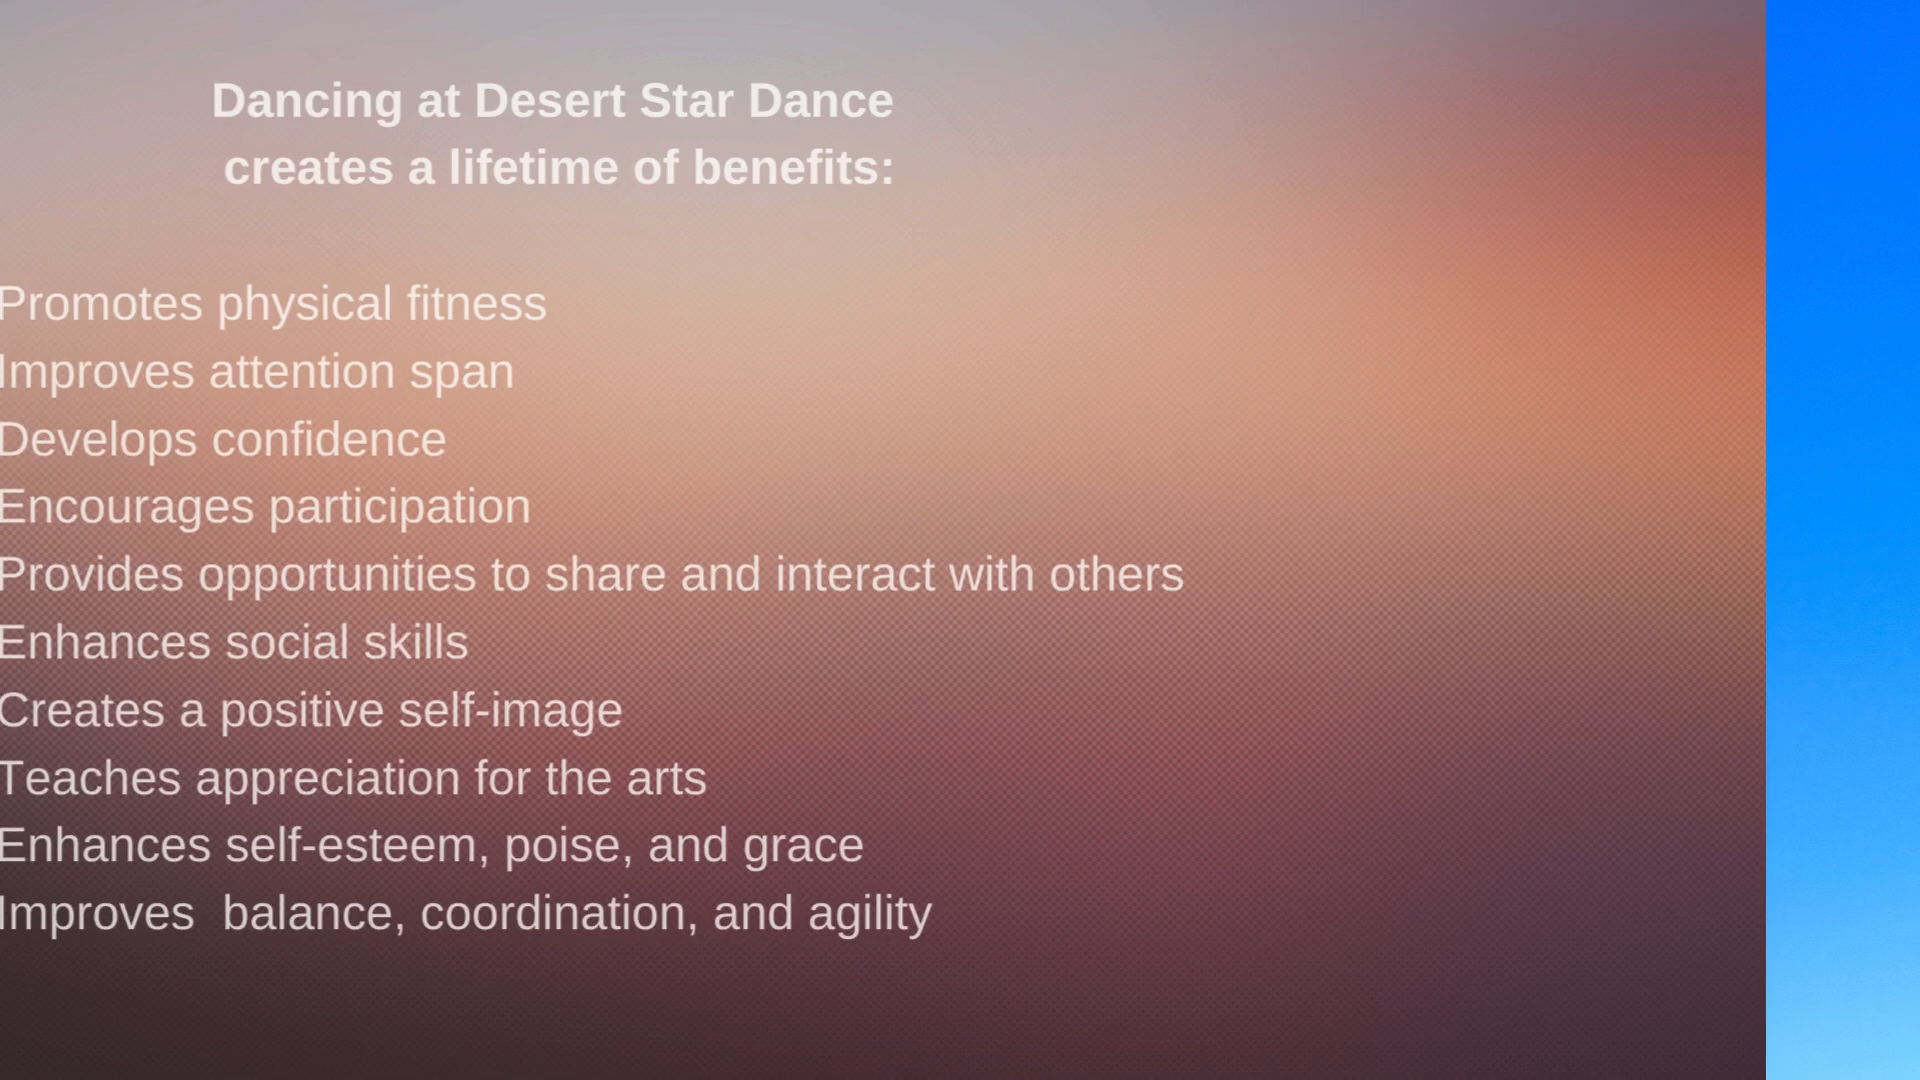 Dancing at Desert Star Dance
creates a lifetime of benefits:
Promotes physical fitness
Improves attention span
Develops confidence
Encourages participation
Provides opportunities to share and interact with others
Enhances social skills
Creates a positive self-image
Teaches appreciation for the arts
Enhances self-esteem, poise, and grace
Improves  balance, coordination, and agility